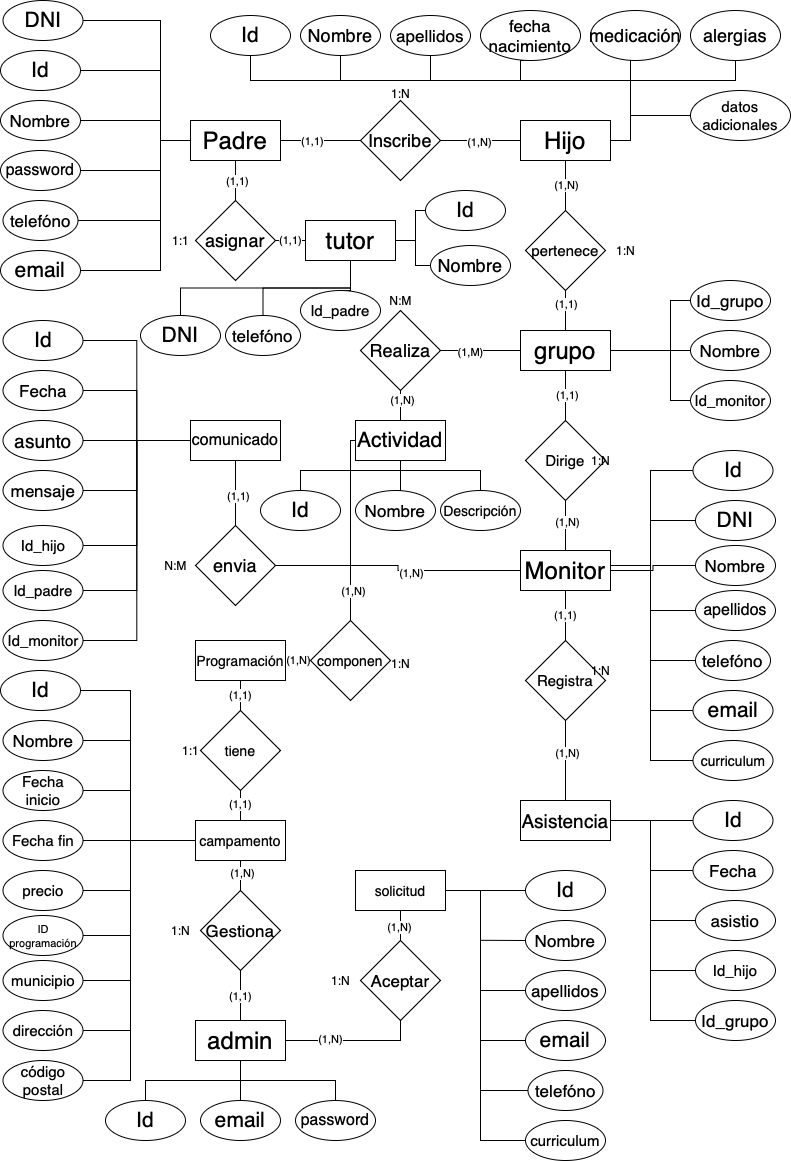 DNI
Id
Nombre
password
telefóno
email
Id
Nombre
apellidos
fecha
nacimiento
medicación
alergias
datos
adicionales
1:N
Padre
(1,1)
Inscribe
(1,N)
Hijo
(1,1)
(1,N)
1:1
asignar
(1,1)
tutor
Id
Nombre
DNI
telefóno
Id_padre
pertenece
1:N
(1,1)
N:M
Realiza
(1,M)
grupo
Id_grupo
Nombre
Id_monitor
(1,N)
(1,1)
Id
Fecha
asunto
mensaje
Id_hijo
Id_padre
Id_monitor
comunicado
Actividad
Id
Nombre
Descripción
Dirige
1:N
(1,1)
(1,N)
N:M
envia
(1,N)
Monitor
Id
DNI
Nombre
apellidos
telefóno
email
curriculum
(1,N)
(1,1)
Programación
(1,N)
componen
1:N
Registra
1:N
(1,1)
(1,N)
Id
Nombre
Fecha
inicio
Fecha fin
precio
ID
programación
municipio
dirección
código
postal
1:1
tiene
(1,1)
campamento
Asistencia
Id
Fecha
asistio
Id_hijo
Id_grupo
(1,N)
1:N
Gestiona
(1,1)
solicitud
(1,N)
1:N
Aceptar
Id
Nombre
apellidos
email
telefóno
curriculum
admin
(1,N)
Id
email
password